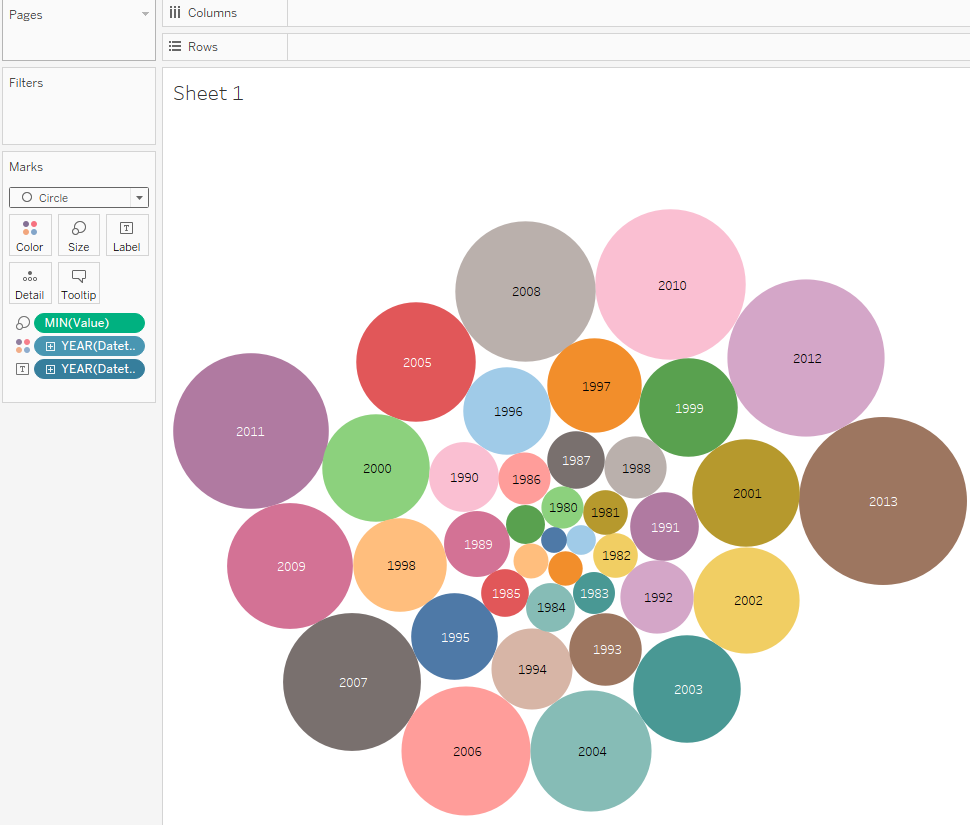 Pages
Columns
Rows
Filters
Sheet 1
Marks
Circle
Color Size Label
Detail Tooltip
MIN(Value)
YEAR(Datet..
YEAR(Datet..
2010
2008
2012
2005
1997
1999
1996
2011
2000
1987
1988
1990
1986
2001
2013
1980
1981
1991
1989
1982
2009
1998
1985
1983
1992
2002
1984
1995
1993
1994
2007
2003
2006
2004